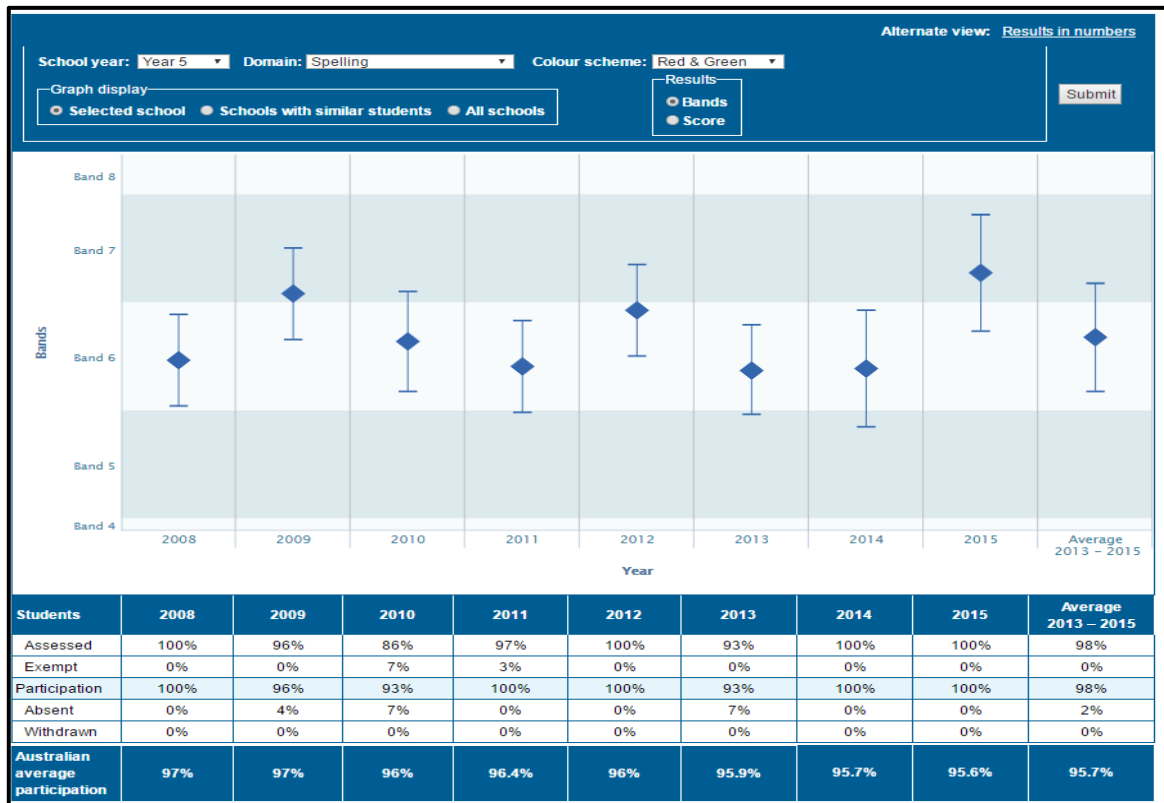 Alternate view: Results in numbers
School year: Year 5 Domain: Spelling Colour scheme: Red & Green
Graph display
Selected school Schools with similar students All schools
Results
Bands
Score
Submit
Band 8
Band 7
Band 6
Band 5
Band 4
Bands
2008 2009 2010 2011 2012 2013 2014 2015 Average
2013 – 2015
Year
Students 2008 2009 2010 2011 2012 2013 2014 2015 Average
2013 – 2015
Assessed 100% 96% 86% 97% 100% 93% 100% 100% 98%
Exempt 0% 0% 7% 3% 0% 0% 0% 0% 0%
Participation 100% 96% 93% 100% 100% 93% 100% 100% 98%
Absent 0% 4% 7% 0% 0% 7% 0% 0% 2%
Withdrawn 0% 0% 0% 0% 0% 0% 0% 0% 0%
Australian
average
participation 97% 97% 96% 96.4% 96% 95.9% 95.7% 95.6% 95.7%